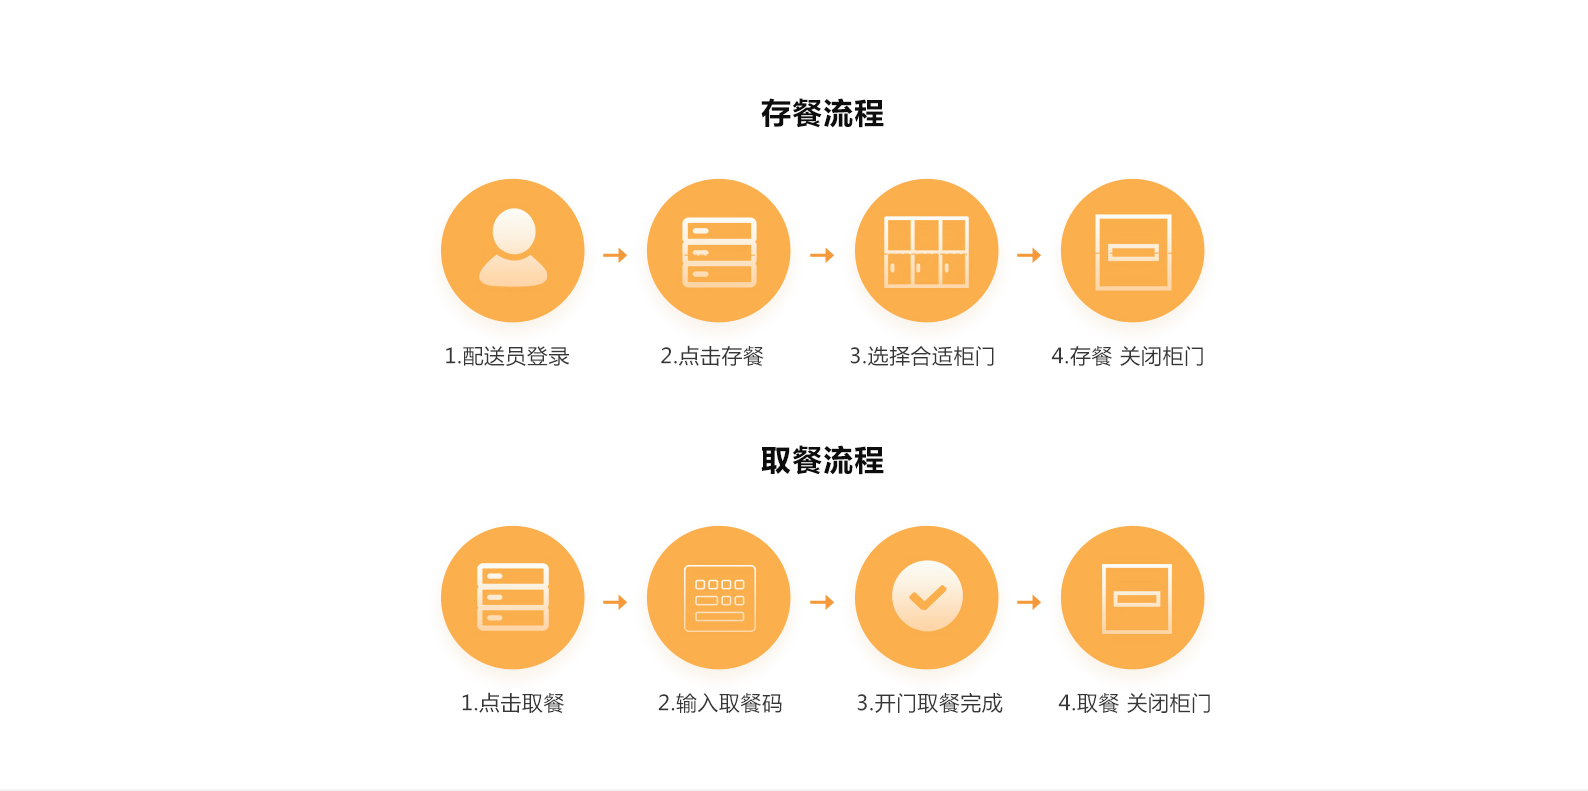 存餐流程
1.配送员登录
2.点击存餐
3.选择合适柜门
4.存餐 关闭柜门
取餐流程
1.点击取餐
2.输入取餐码
3.开门取餐完成
4.取餐 关闭柜门